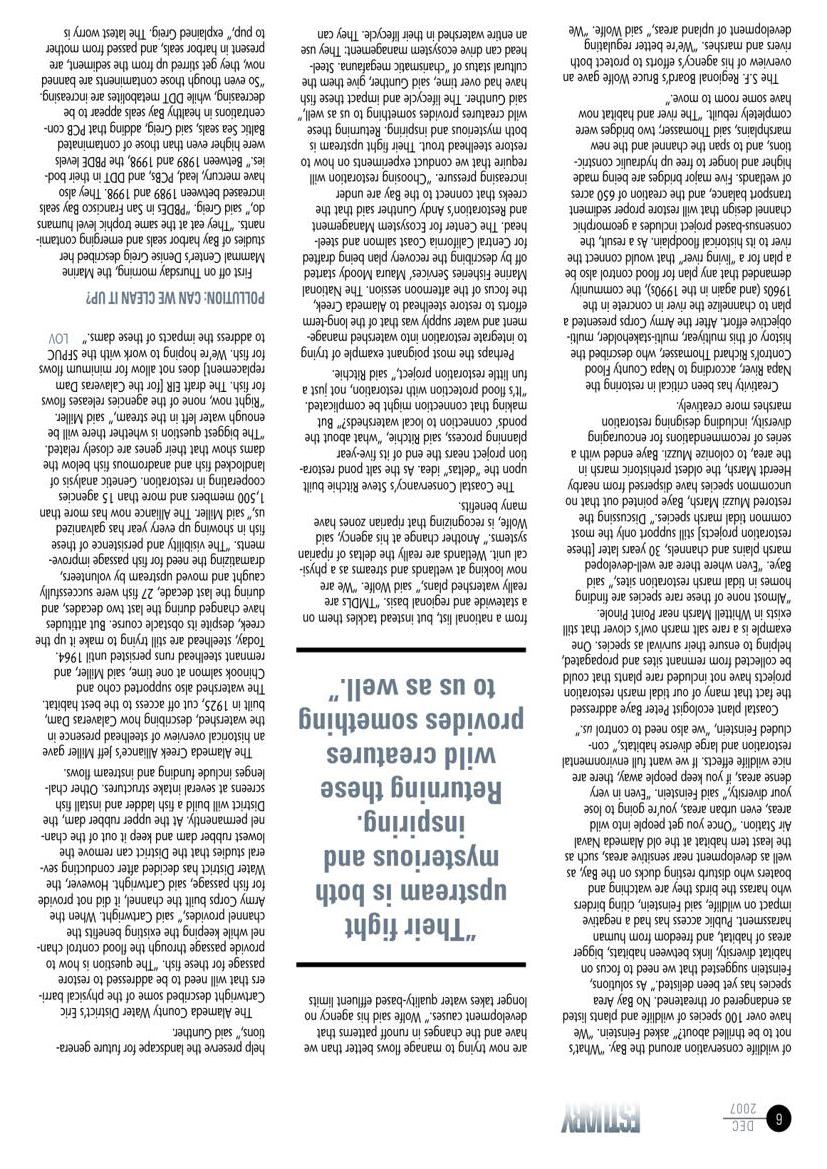 6
DEC
2007
ESTUARY
of wildlife conservation around the Bay. "What's
not to be thrilled about?" asked Feinstein. "We
have over 100 species of wildlife and plants listed
as endangered or threatened. No Bay Area
species has yet been delisted." As solutions,
Feinstein suggested that we need to focus on
habitat diversity, links between habitats, bigger
areas of habitat, and freedom from human
harassment. Public access has had a negative
impact on wildlife, said Feinstein, citing birders
who harass the birds they are watching and
boaters who disturb resting ducks on the Bay, as
well as development near sensitive areas, such as
the least tern habitat at the old Alameda Naval
Air Station. "Once you get people into wild
areas, even urban areas, you're going to lose
your diversity," said Feinstein. "Even in very
dense areas, if you keep people away, there are
nice wildlife effects. If we want full environmental
restoration and large diverse habitats," con-
cluded Feinstein, "we also need to control us."
Coastal plant ecologist Peter Baye addressed
the fact that many of our tidal marsh restoration
projects have not included rare plants that could
be collected from remnant sites and propagated,
helping to ensure their survival as species. One
example is a rare salt marsh owl's clover that still
exists in Whittell Marsh near Point Pinole.
"Almost none of these rare species are finding
homes in tidal marsh restoration sites," said
Baye. "Even where there are well-developed
marsh plains and channels, 30 years later [these
restoration projects] still support only the most
common tidal marsh species." Discussing the
restored Muzzi Marsh, Baye pointed out that no
uncommon species have dispersed from nearby
Heerdt Marsh, the oldest prehistoric marsh in
the area, to colonize Muzzi. Baye ended with a
series of recommendations for encouraging
diversity, including designing restoration
marshes more creatively.
Creativity has been critical in restoring the
Napa River, according to Napa County Flood
Control's Richard Thomasser, who described the
history of this multiyear, multi-stakeholder, multi-
objective effort. After the Army Corps presented a
plan to channelize the river in concrete in the
1960s (and again in the 1990s), the community
demanded that any plan for flood control also be
a plan for a "living river" that would connect the
river to its historical floodplain. As a result, the
consensus-based project includes a geomorphic
channel design that will restore proper sediment
transport balance, and the creation of 650 acres
of wetlands. Five major bridges are being made
higher and longer to free up hydraulic constric-
tions, and to span the channel and the new
marshplains, said Thomasser; two bridges were
completely rebuilt. "The river and habitat now
have some room to move."
The S.F. Regional Board's Bruce Wolfe gave an
overview of his agency's efforts to protect both
rivers and marshes. "We're better regulating
development of upland areas," said Wolfe. "We
are now trying to manage flows better than we
have and the changes in runoff patterns that
development causes." Wolfe said his agency no
longer takes water quality-based effluent limits
"Their fight
upstream is both
mysterious and
inspiring.
Returning these
wild creatures
provides something
to us as well."
from a national list, but instead tackles them on
a statewide and regional basis. "TMDLs are
really watershed plans," said Wolfe. "We are
now looking at wetlands and streams as a physi-
cal unit. Wetlands are really the deltas of riparian
systems." Another change at his agency, said
Wolfe, is recognizing that riparian zones have
many benefits.
The Coastal Conservancy's Steve Ritchie built
upon the "delta" idea. As the salt pond restora-
tion project nears the end of its five-year
planning process, said Ritchie, "what about the
ponds' connection to local watersheds?" But
making that connection might be complicated.
"It's flood protection with restoration, not just a
fun little restoration project," said Ritchie.
Perhaps the most poignant example of trying
to integrate restoration into watershed manage-
ment and water supply was that of the long-term
efforts to restore steelhead to Alameda Creek,
the focus of the afternoon session. The National
Marine Fisheries Services' Maura Moody started
off by describing the recovery plan being drafted
for Central California Coast salmon and steel-
head. The Center for Ecosystem Management
and Restoration's Andy Gunther said that the
creeks that connect to the Bay are under
increasing pressure. "Choosing restoration will
require that we conduct experiments on how to
restore steelhead trout. Their fight upstream is
both mysterious and inspiring. Returning these
wild creatures provides something to us as well,"
said Gunther. The lifecycle and impact these fish
have had over time, said Gunther, give them the
cultural status of "charismatic megafauna. Steel-
head can drive ecosystem management: They use
an entire watershed in their lifecycle. They can
help preserve the landscape for future genera-
tions," said Gunther.
The Alameda County Water District's Eric
Cartwright described some of the physical barri-
ers that will need to be addressed to restore
passage for these fish. "The question is how to
provide passage through the flood control chan-
nel while keeping the existing benefits the
channel provides," said Cartwright. When the
Army Corps built the channel, it did not provide
for fish passage, said Cartwright. However, the
Water District has decided after conducting sev-
eral studies that the District can remove the
lowest rubber dam and keep it out of the chan-
nel permanently. At the upper rubber dam, the
District will build a fish ladder and install fish
screens at several intake structures. Other chal-
lenges include funding and instream flows.
The Alameda Creek Alliance's Jeff Miller gave
an historical overview of steelhead presence in
the watershed, describing how Calaveras Dam,
built in 1925, cut off access to the best habitat.
The watershed also supported coho and
Chinook salmon at one time, said Miller, and
remnant steelhead runs persisted until 1964.
Today, steelhead are still trying to make it up the
creek, despite its obstacle course. But attitudes
have changed during the last two decades, and
during the last decade, 27 fish were successfully
caught and moved upstream by volunteers,
dramatizing the need for fish passage improve-
ments. "The visibility and persistence of these
fish in showing up every year has galvanized
us," said Miller. The Alliance now has more than
1,500 members and more than 15 agencies
cooperating in restoration. Genetic analysis of
landlocked fish and anadromous fish below the
dams show that their genes are closely related.
"The biggest question is whether there will be
enough water left in the stream," said Miller.
"Right now, none of the agencies releases flows
for fish. The draft EIR [for the Calaveras Dam
replacement] does not allow for minimum flows
for fish. We're hoping to work with the SFPUC
to address the impacts of these dams." LOV
POLLUTION: CAN WE CLEAN IT UP?
First off on Thursday morning, the Marine
Mammal Center's Denise Greig described her
studies of Bay harbor seals and emerging contami-
nants. "They eat at the same trophic level humans
do," said Greig. "PBDEs in San Francisco Bay seals
increased between 1989 and 1998. They also
have mercury, lead, PCBs, and DDT in their bod-
ies." Between 1989 and 1998, the PBDE levels
were higher even than those of contaminated
Baltic Sea seals, said Greig, adding that PCB con-
centrations in healthy Bay seals appear to be
decreasing, while DDT metabolites are increasing.
"So even though those contaminants are banned
now, they get stirred up from the sediment, are
present in harbor seals, and passed from mother
to pup," explained Greig. The latest worry is